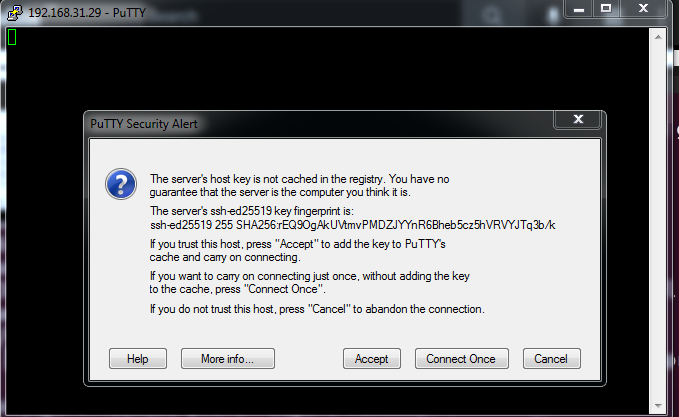 192.168.31.29 - PuTTY
Search
PuTTY Security Alert
The server's host key is not cached in the registry. You have no
guarantee that the server is the computer you think it is.
The server's ssh-ed25519 key fingerprint is:
ssh-ed25519 255 SHA256:rEQ9OgAkUVtmvPMDZJYYnR6Bheb5cz5hVRVYJTq3b/k
If you trust this host, press "Accept" to add the key to PuTTY's
cache and carry on connecting.
If you want to carry on connecting just once, without adding the key
to the cache, press "Connect Once".
If you do not trust this host, press "Cancel" to abandon the connection.
Help
More info...
Accept
Connect Once
Cancel